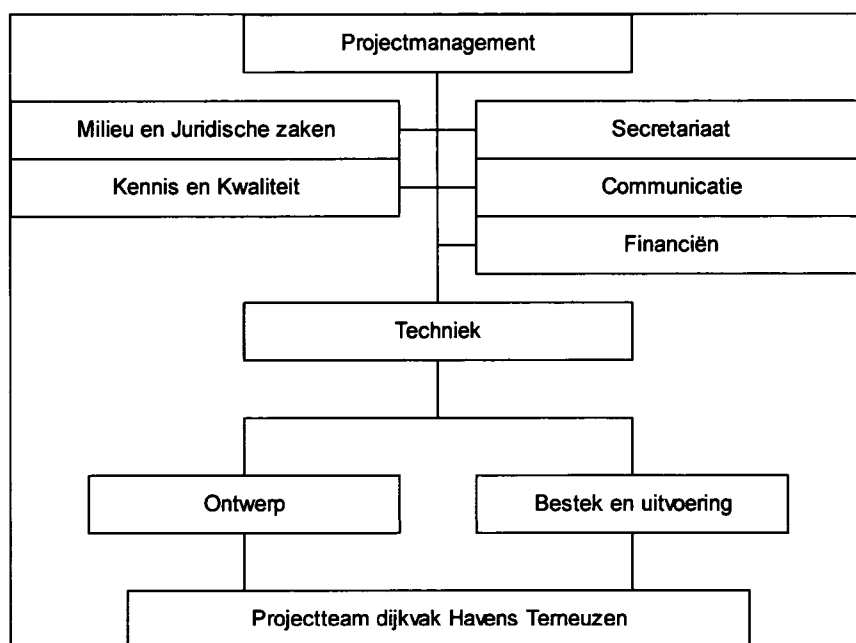 Projectmanagement
Milieu en Juridische zaken
Secretariaat
Kennis en Kwaliteit
Communicatie
Financiën
Techniek
Ontwerp
Bestek en uitvoering
Projectteam dijkvak Havens Terneuzen